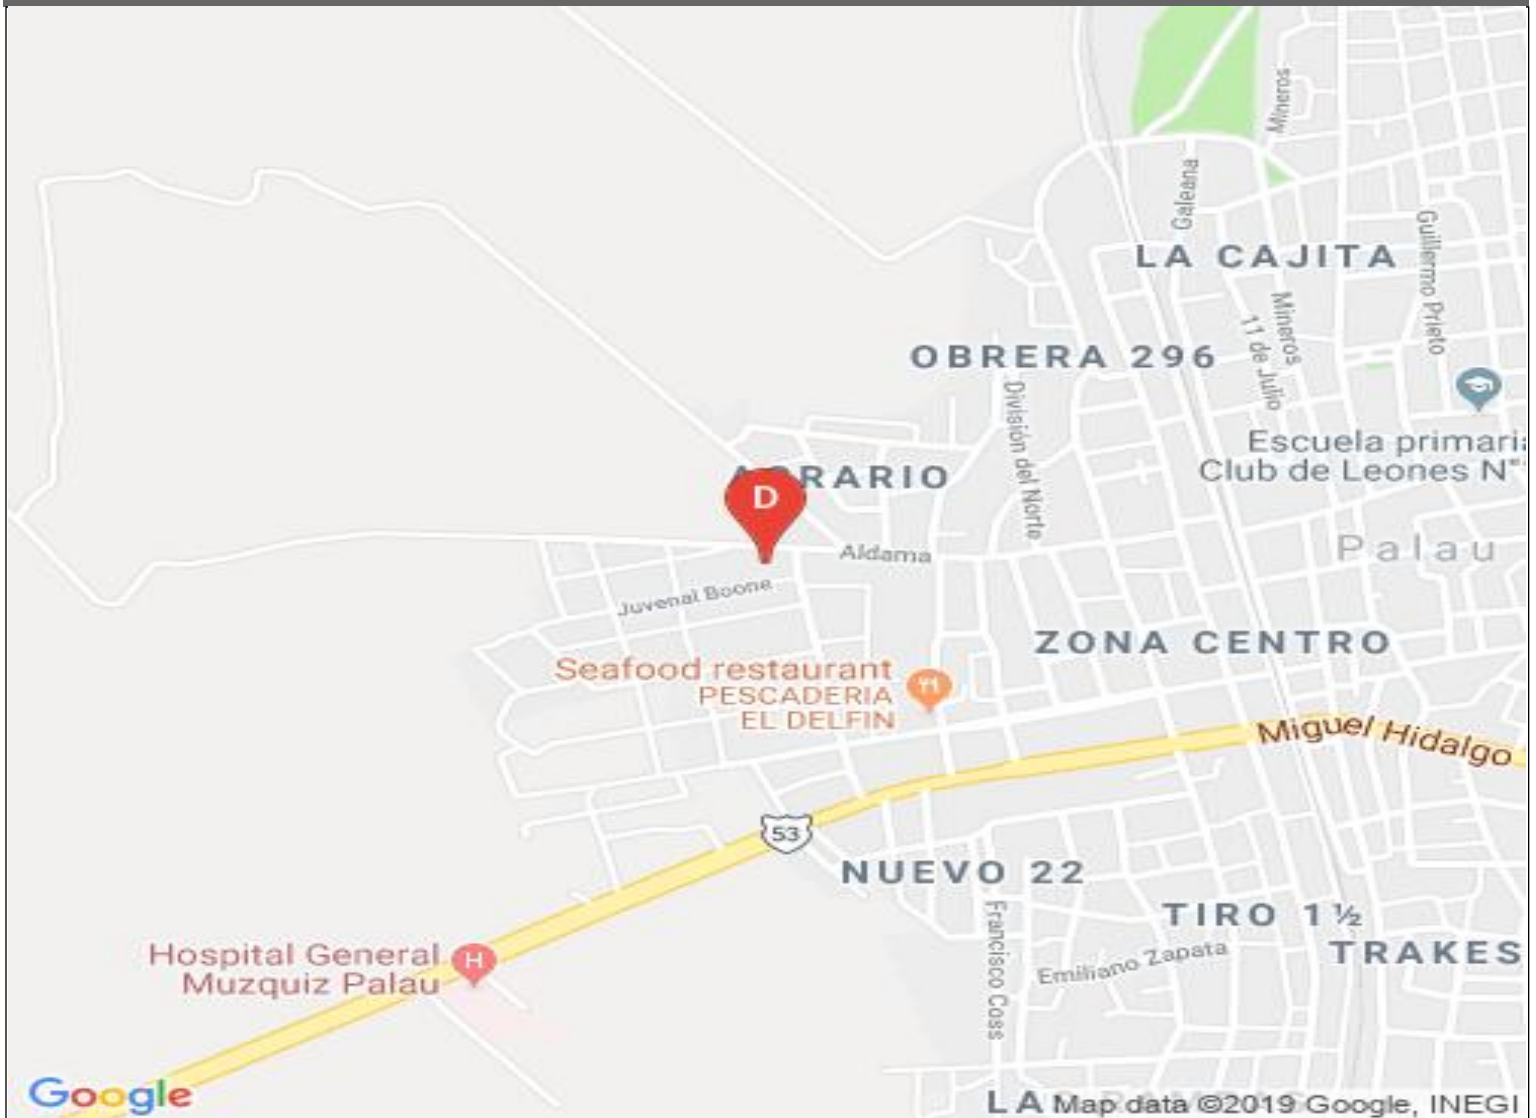 Mineros
Galeana
Guillermo Prieto
LA CAJITA
Mineros
11 de Julio
OBRERA 296
División del Norte
Escuela primaria
Club de Leones N°
D
RARIO
Aldama
Palau
Juvenal Boone
ZONA CENTRO
Seafood restaurant
PESCADERIA
EL DELFIN
Miguel Hidalgo
53
NUEVO 22
TIRO 1½
Francisco Coss
Emiliano Zapata
TRAKES
Hospital General
Muzquiz Palau
H
Google
LA
Map data ©2019 Google, INEGI